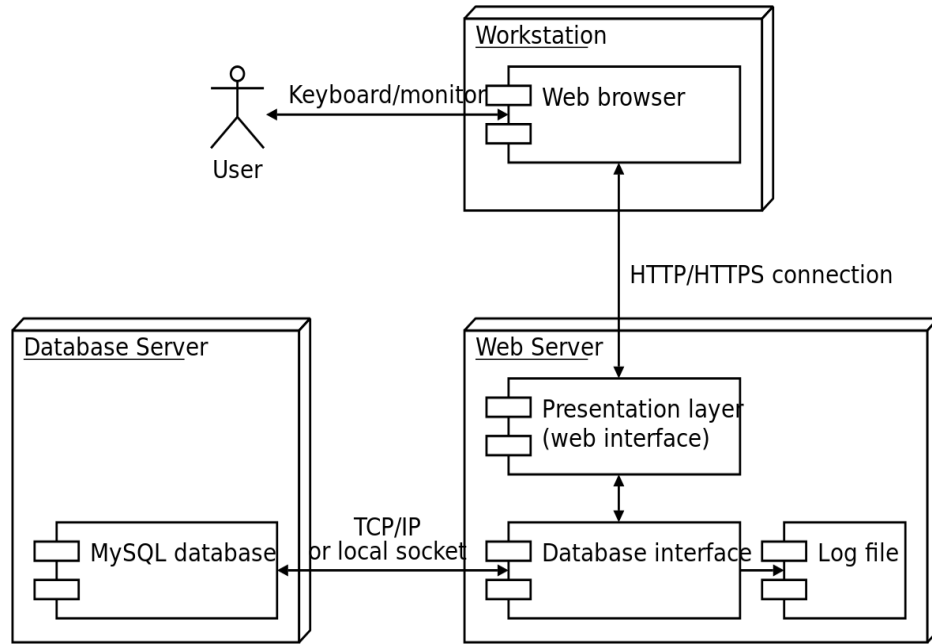 Workstation
Keyboard/monitor
Web browser
User
HTTP/HTTPS connection
Database Server
Web Server
Presentation layer
(web interface)
MySQL database
TCP/IP
or local socket
Database interface
Log file